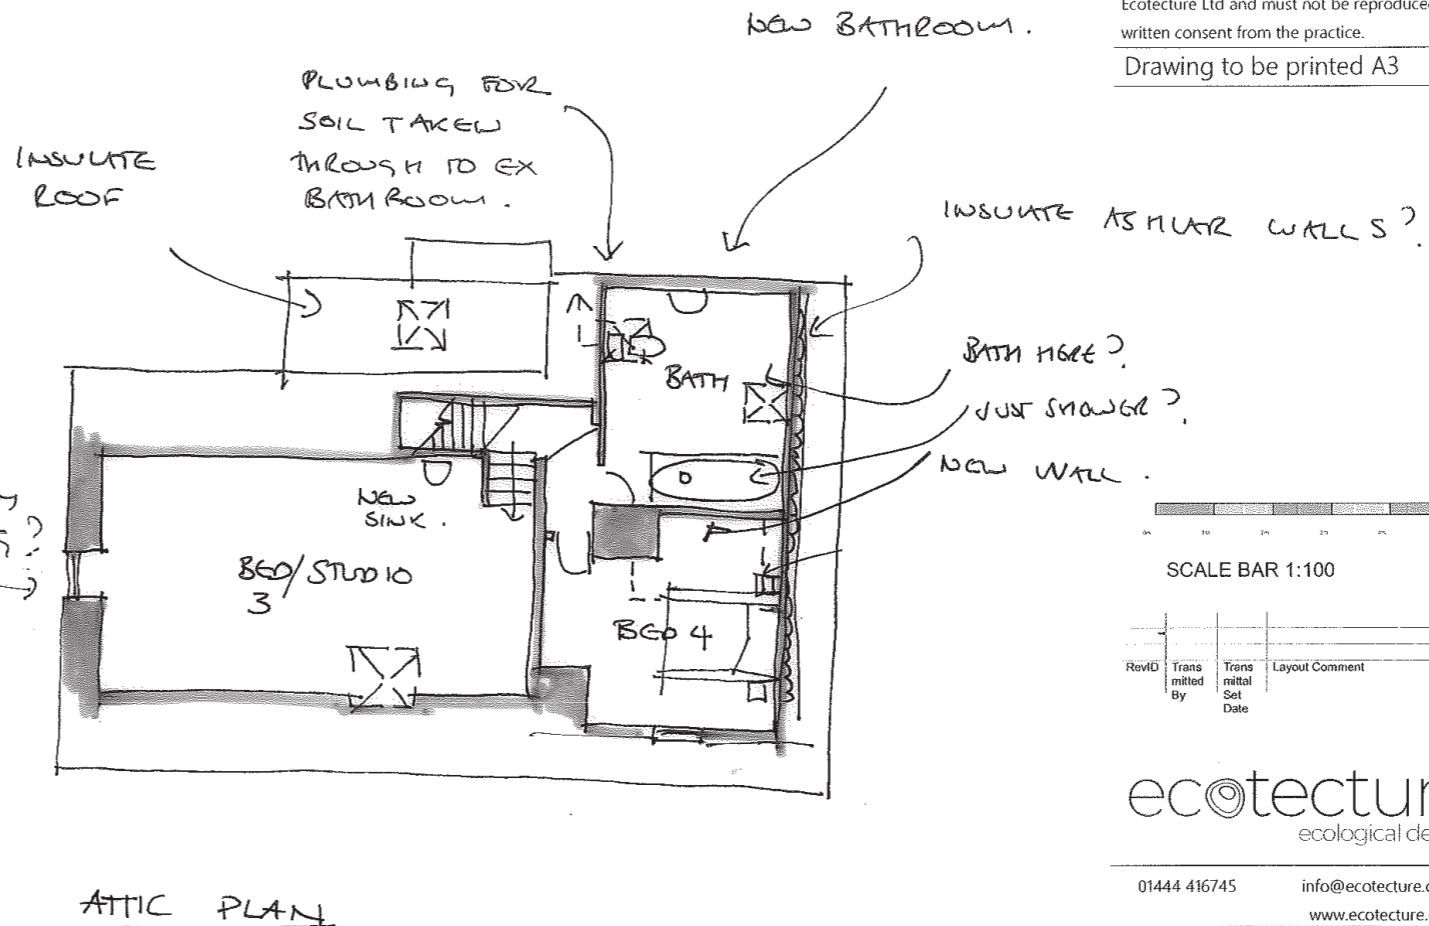 NEW BATHROOM.
Ecotecture Ltd and must not be reproduced
written consent from the practice.
Drawing to be printed A3
PLUMBING FOR
SOIL TAKEN
THROUGH TO EX
BATHROOM.
INSULATE
ROOF
INSULATE ASHLAR WALLS?
BATH HERE?
JUST SHOWER?
NEW WALL.
BATH
NEW
SINK.
BED/STUDIO
3
BED 4
SCALE BAR 1:100
RevID
Trans
mitted
By
Trans
mittal
Set
Date
Layout Comment
ecotectur
ecological de
01444 416745
info@ecotecture.c
www.ecotecture.
ATTIC PLAN